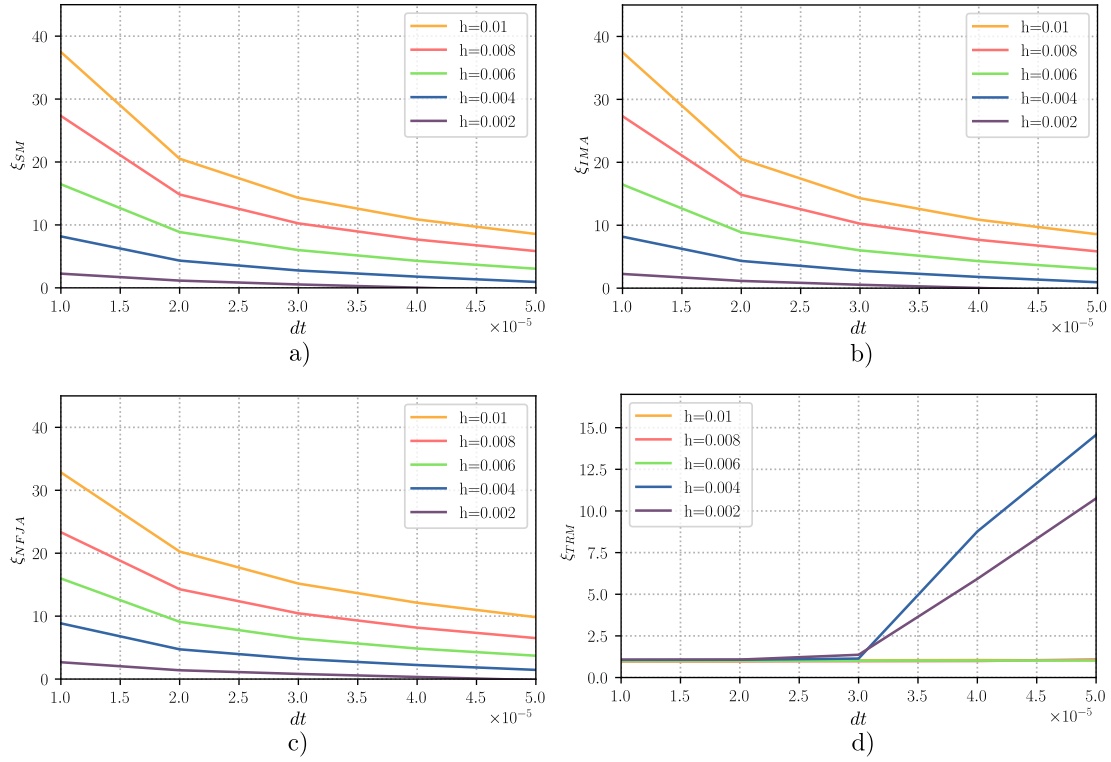 40
30
20
10
0
ξ_SM
h=0.01
h=0.008
h=0.006
h=0.004
h=0.002
1.0 1.5 2.0 2.5 3.0 3.5 4.0 4.5 5.0
dt
×10⁻⁵
a)
40
30
20
10
0
ξ_IMA
h=0.01
h=0.008
h=0.006
h=0.004
h=0.002
1.0 1.5 2.0 2.5 3.0 3.5 4.0 4.5 5.0
dt
×10⁻⁵
b)
40
30
20
10
0
ξ_NFJA
h=0.01
h=0.008
h=0.006
h=0.004
h=0.002
1.0 1.5 2.0 2.5 3.0 3.5 4.0 4.5 5.0
dt
×10⁻⁵
c)
15.0
12.5
10.0
7.5
5.0
2.5
0.0
ξ_TRM
h=0.01
h=0.008
h=0.006
h=0.004
h=0.002
1.0 1.5 2.0 2.5 3.0 3.5 4.0 4.5 5.0
dt
×10⁻⁵
d)